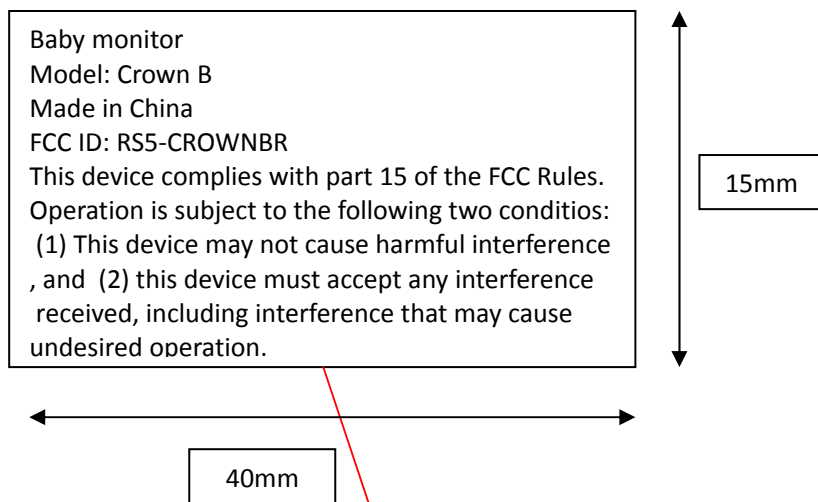 Baby monitor
Model: Crown B
Made in China
FCC ID: RS5-CROWNBR
This device complies with part 15 of the FCC Rules.
Operation is subject to the following two conditios:
(1) This device may not cause harmful interference
, and (2) this device must accept any interference
received, including interference that may cause
undesired operation.
15mm
40mm